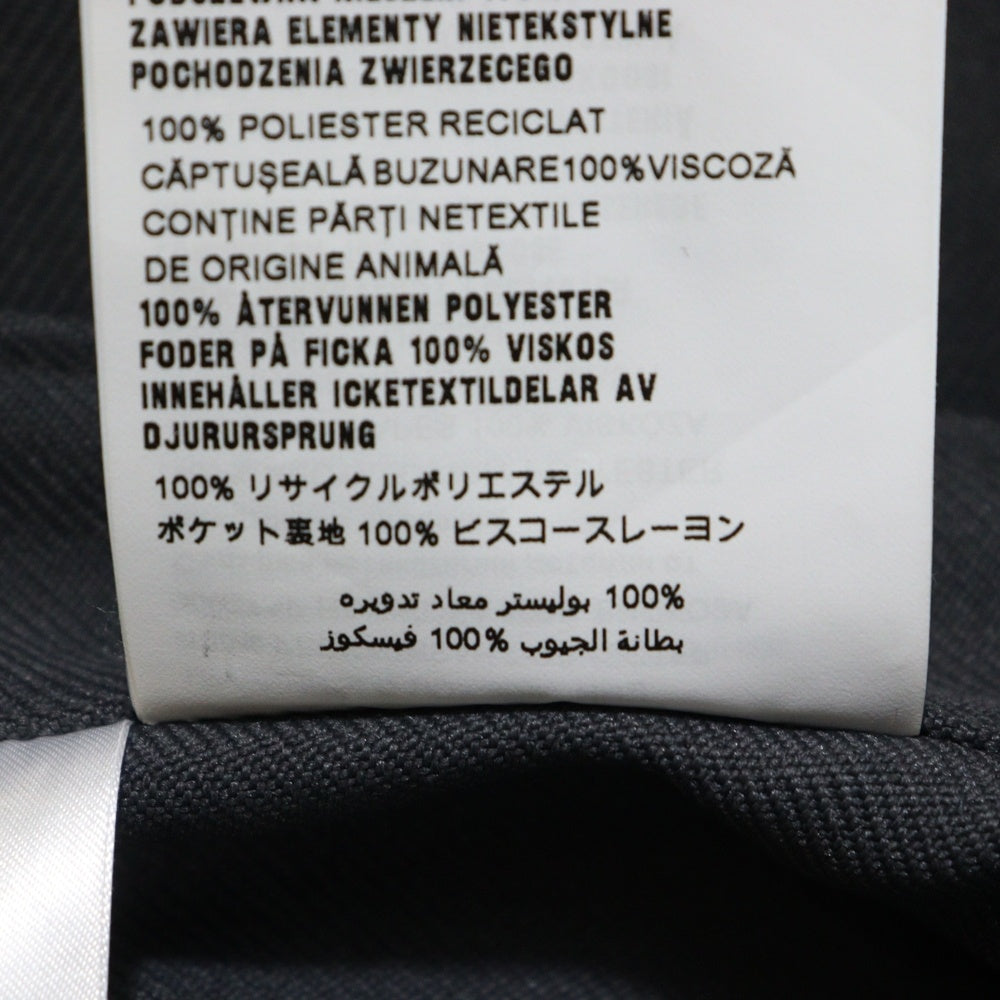 ZAWIERA ELEMENTY NIETEKSTYLNE
POCHODZENIA ZWIERZECEGO
100% POLIESTER RECICLAT
CĂPTUȘEALĂ BUZUNARE100%VISCOZĂ
CONȚINE PĂRȚI NETEXTILE
DE ORIGINE ANIMALĂ
100% ÅTERVUNNEN POLYESTER
FODER PÅ FICKA 100% VISKOS
INNEHÅLLER ICKETEXTILDELAR AV
DJURURSPRUNG
100% リサイクルポリエステル
ポケット裏地 100% ビスコースレーヨン
100% بوليستر معاد تدويره
بطانة الجيوب 100% فيسكوز